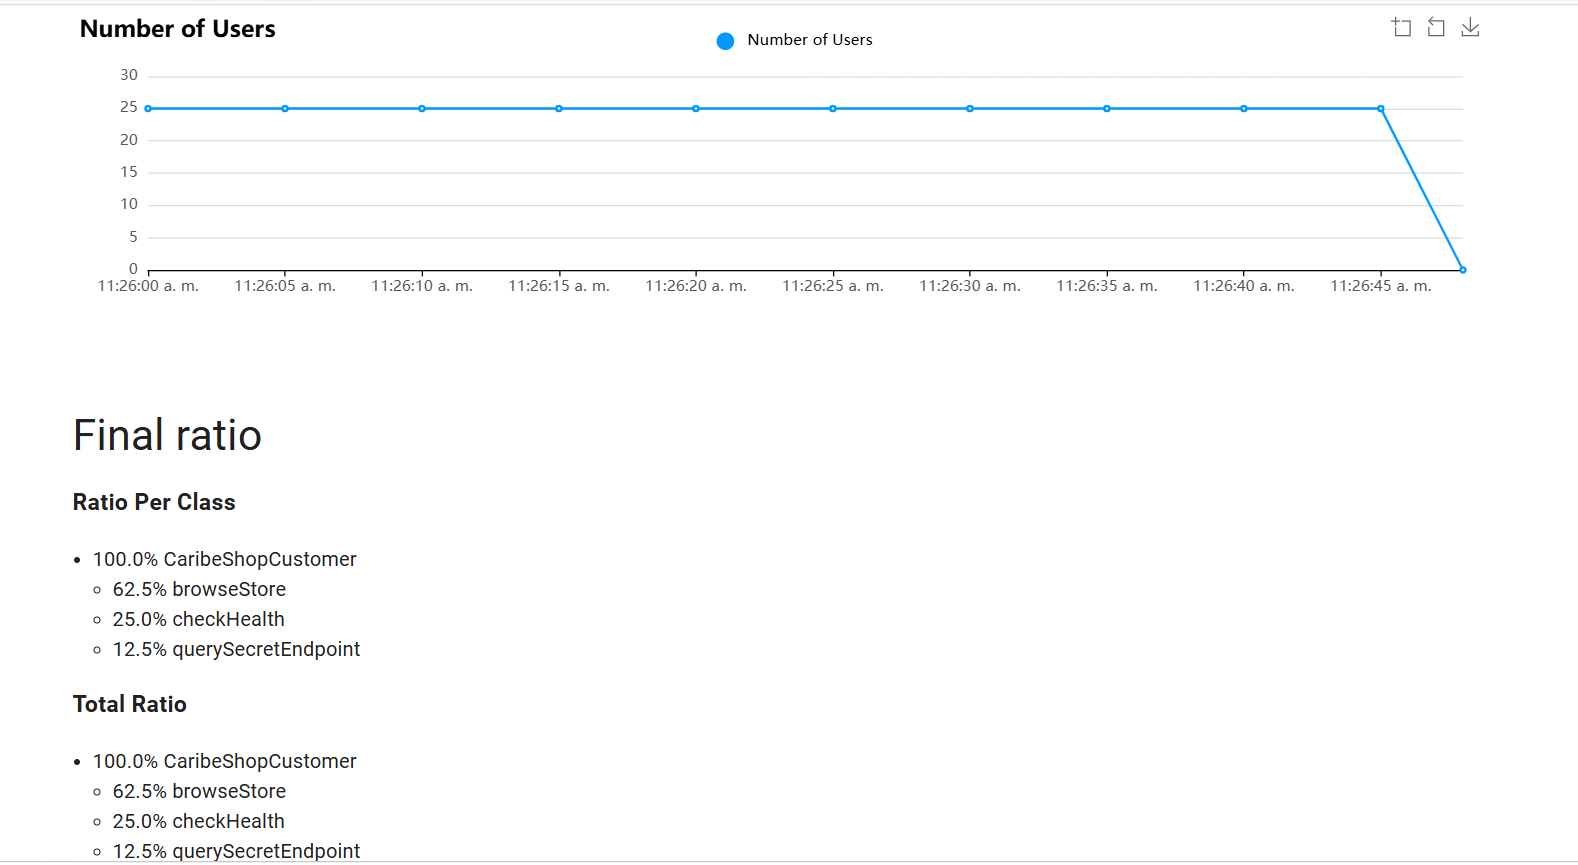 Number of Users
Number of Users
30
25
20
15
10
5
0
11:26:00 a. m. 11:26:05 a. m. 11:26:10 a. m. 11:26:15 a. m. 11:26:20 a. m. 11:26:25 a. m. 11:26:30 a. m. 11:26:35 a. m. 11:26:40 a. m. 11:26:45 a. m.
Final ratio
Ratio Per Class
100.0% CaribeShopCustomer
62.5% browseStore
25.0% checkHealth
12.5% querySecretEndpoint
Total Ratio
100.0% CaribeShopCustomer
62.5% browseStore
25.0% checkHealth
12.5% querySecretEndpoint